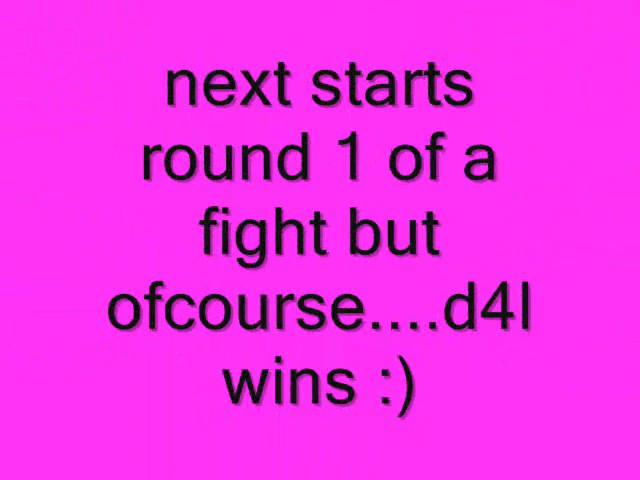 next starts
round 1 of a
fight but
ofcourse....d4l
wins :)